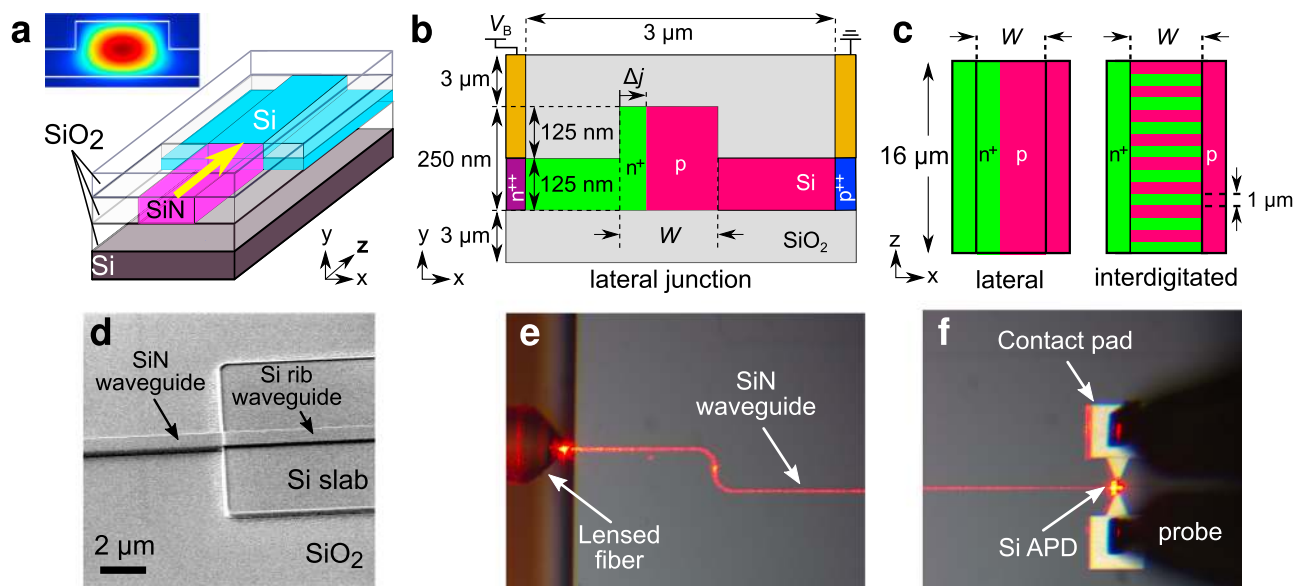 a
Si
SiO2
SiN
Si
y
z
x
b
VB
3 µm
3 µm
Δj
125 nm
250 nm
n+
p
125 nm
Si
n++
p++
W
3 µm
SiO2
y
x
lateral junction
c
W
W
16 µm
n+
p
n+
p
1 µm
z
x
lateral
interdigitated
d
SiN
waveguide
Si rib
waveguide
Si slab
2 µm
SiO2
e
SiN
waveguide
Lensed
fiber
f
Contact pad
Si APD
probe